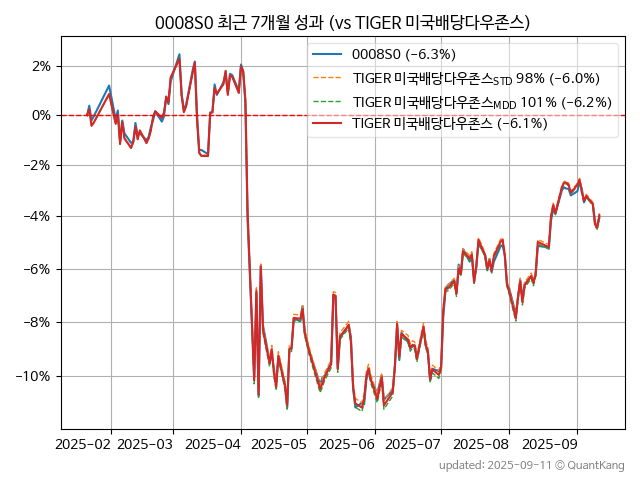 0008S0 최근 7개월 성과 (vs TIGER 미국배당다우존스)
0008S0 (−6.3%)
TIGER 미국배당다우존스STD 98% (−6.0%)
TIGER 미국배당다우존스MDD 101% (−6.2%)
TIGER 미국배당다우존스 (−6.1%)
2%
0%
−2%
−4%
−6%
−8%
−10%
2025-02 2025-03 2025-04 2025-05 2025-06 2025-07 2025-08 2025-09
updated: 2025-09-11 © QuantKang